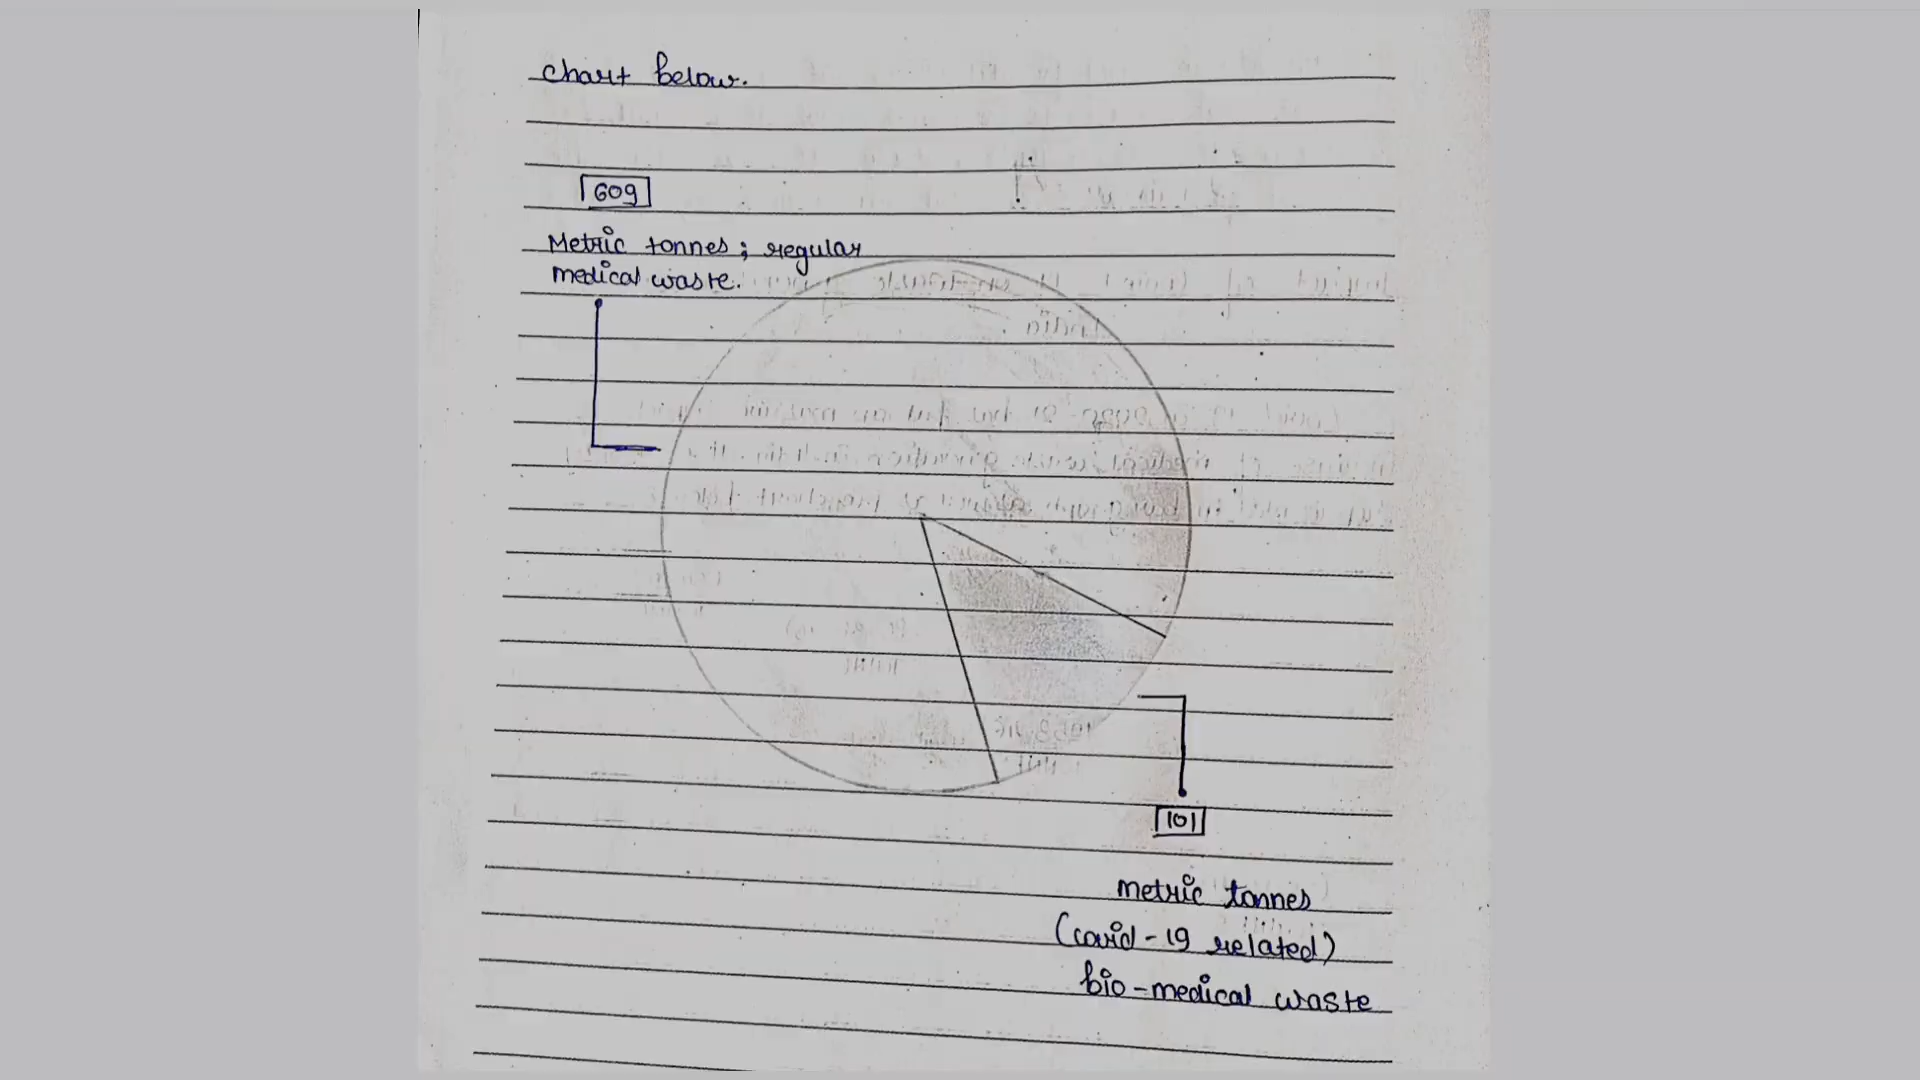 chart below.
609
Metric tonnes; regular
medical waste.
101
metric tonnes
(covid-19 related)
bio-medical waste